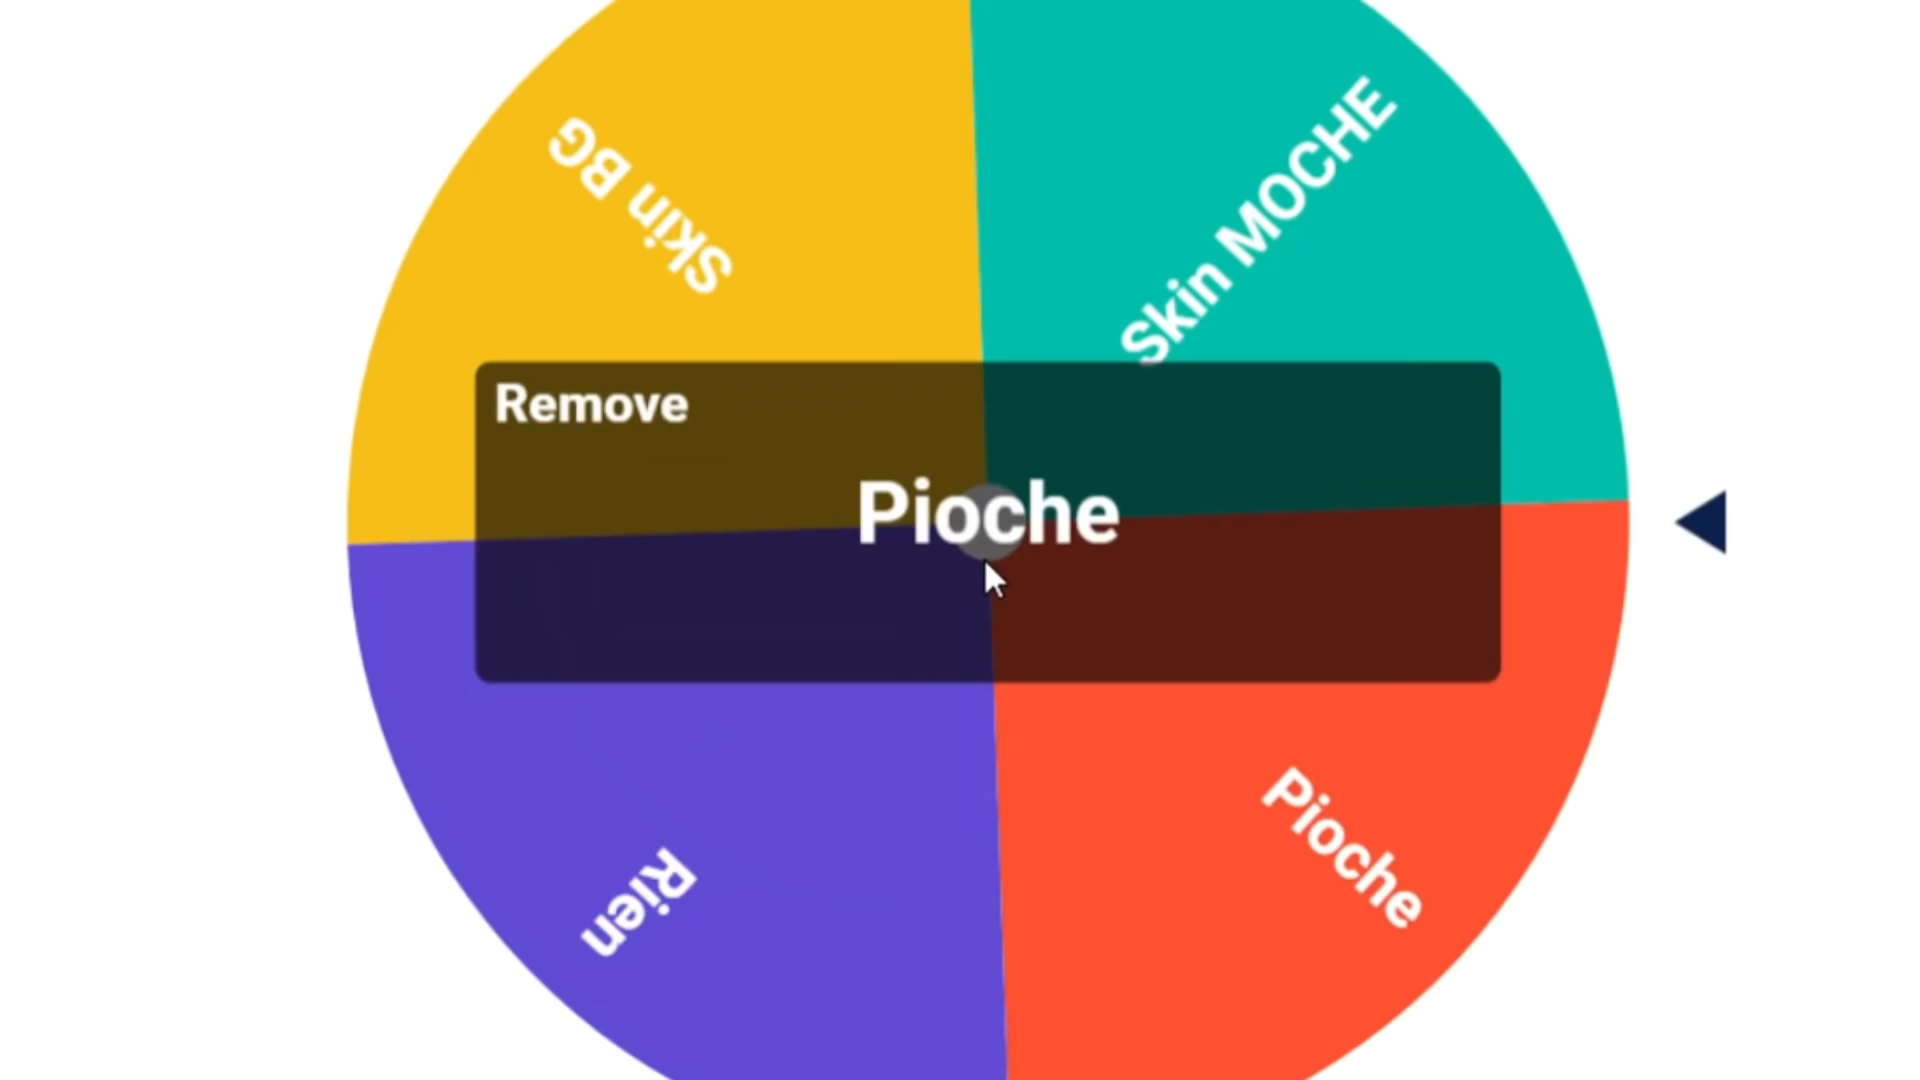 Skin BG
Skin MOCHE
Remove
Pioche
Pioche
Rien